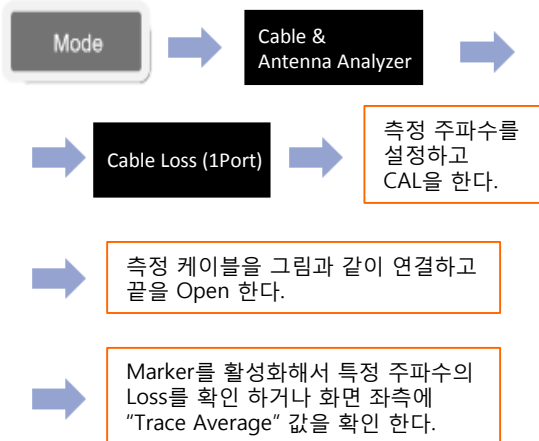 Mode
Cable &
Antenna Analyzer
Cable Loss (1Port)
측정 주파수를
설정하고
CAL을 한다.
측정 케이블을 그림과 같이 연결하고
끝을 Open 한다.
Marker를 활성화해서 특정 주파수의
Loss를 확인 하거나 화면 좌측에
“Trace Average” 값을 확인 한다.